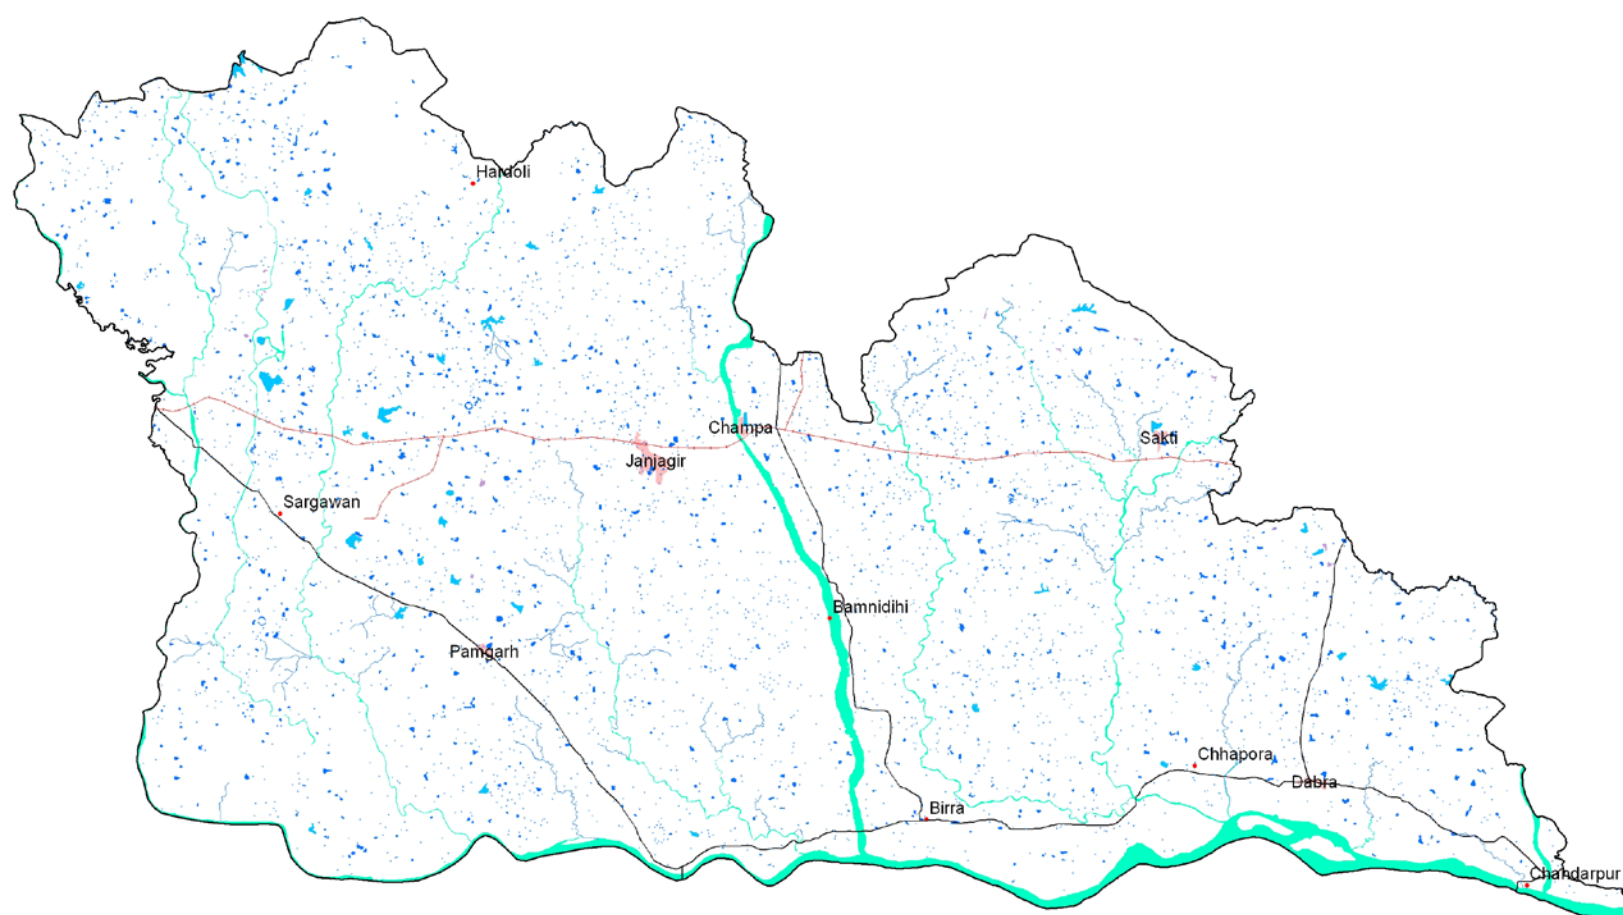 Hardoli
Champa
Sakti
Janjagir
Sargawan
Bamnidihi
Pamgarh
Chhapora
Dabra
Birra
Chandarpur